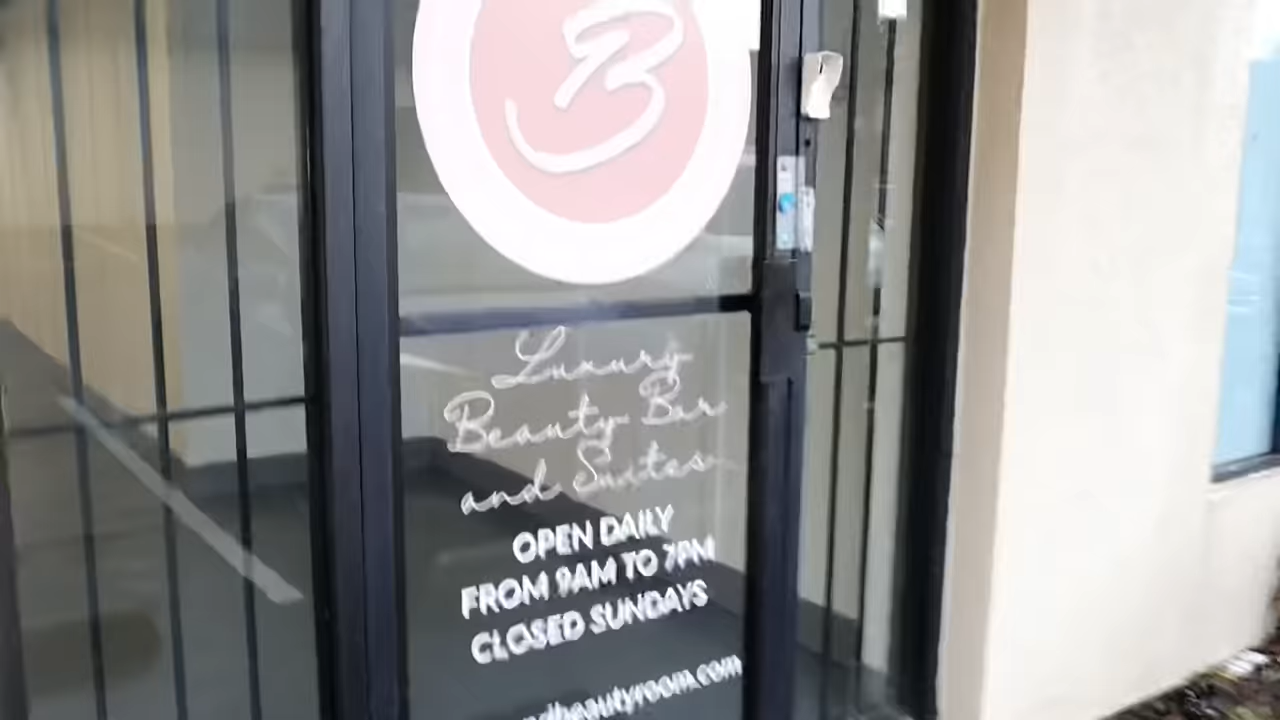 B
Luxury
Beauty Bar
and Suites
OPEN DAILY
FROM 9AM TO 7PM
CLOSED SUNDAYS